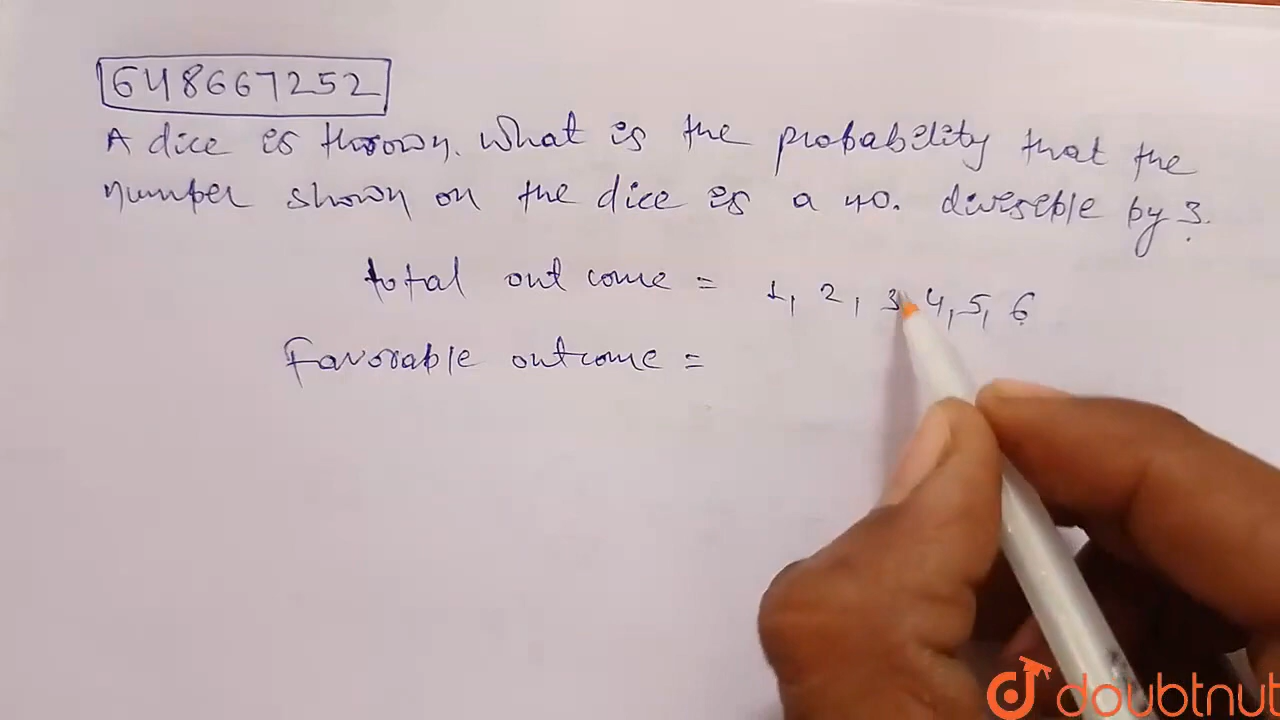 648667252
A dice is thrown. What is the probability that the
number shown on the dice is a no. divisible by 3.
total out come = 1, 2, 3, 4, 5, 6
Favorable outcome =
doubtnut